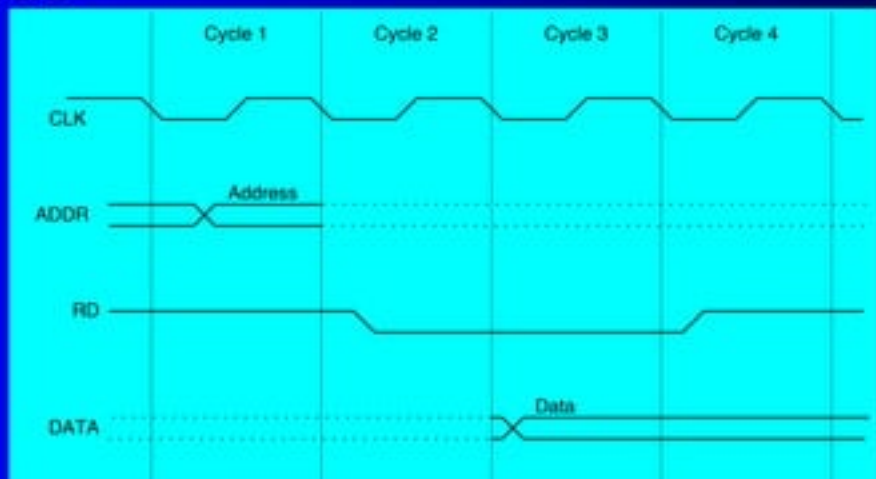 Cycle 1 Cycle 2 Cycle 3 Cycle 4
CLK
Address
ADDR
RD
Data
DATA